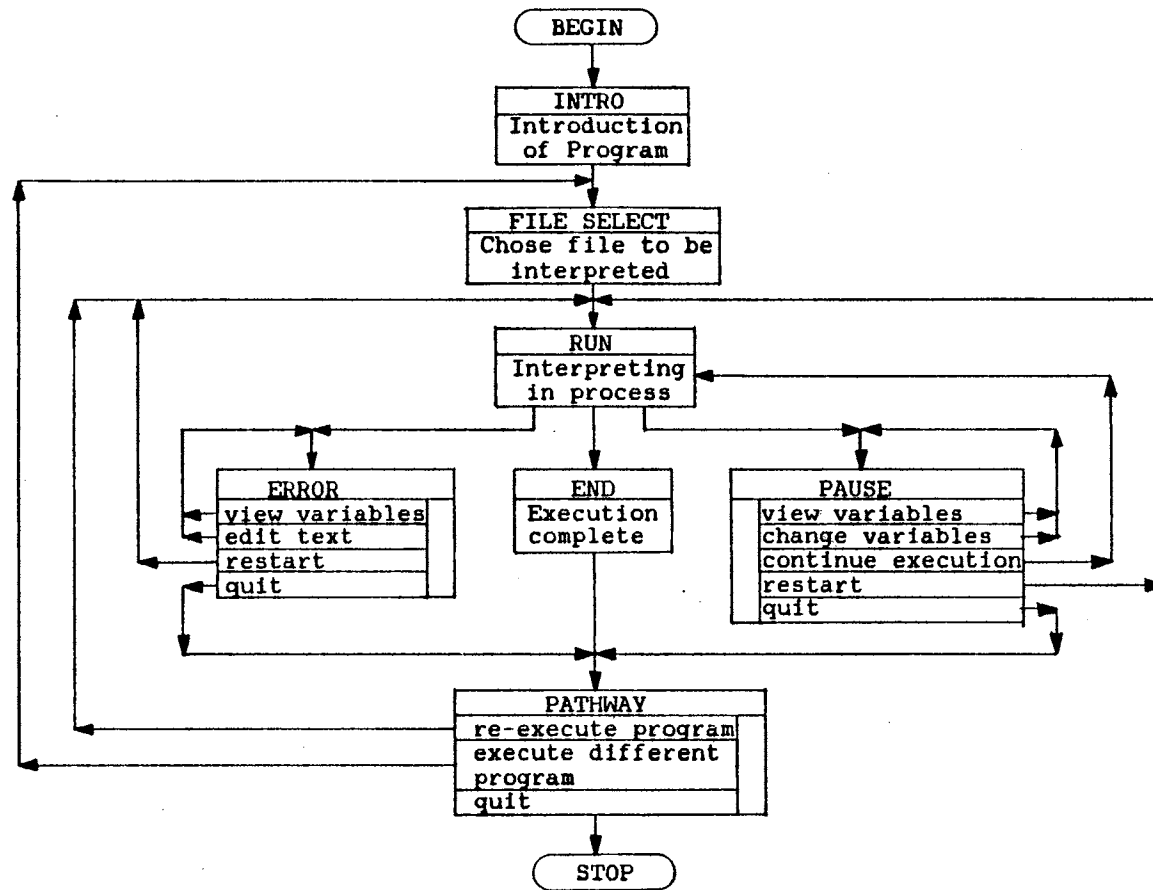 BEGIN
INTRO
Introduction
of Program
FILE SELECT
Chose file to be
interpreted
RUN
Interpreting
in process
ERROR
view variables
edit text
restart
quit
END
Execution
complete
PAUSE
view variables
change variables
continue execution
restart
quit
PATHWAY
re-execute program
execute different
program
quit
STOP